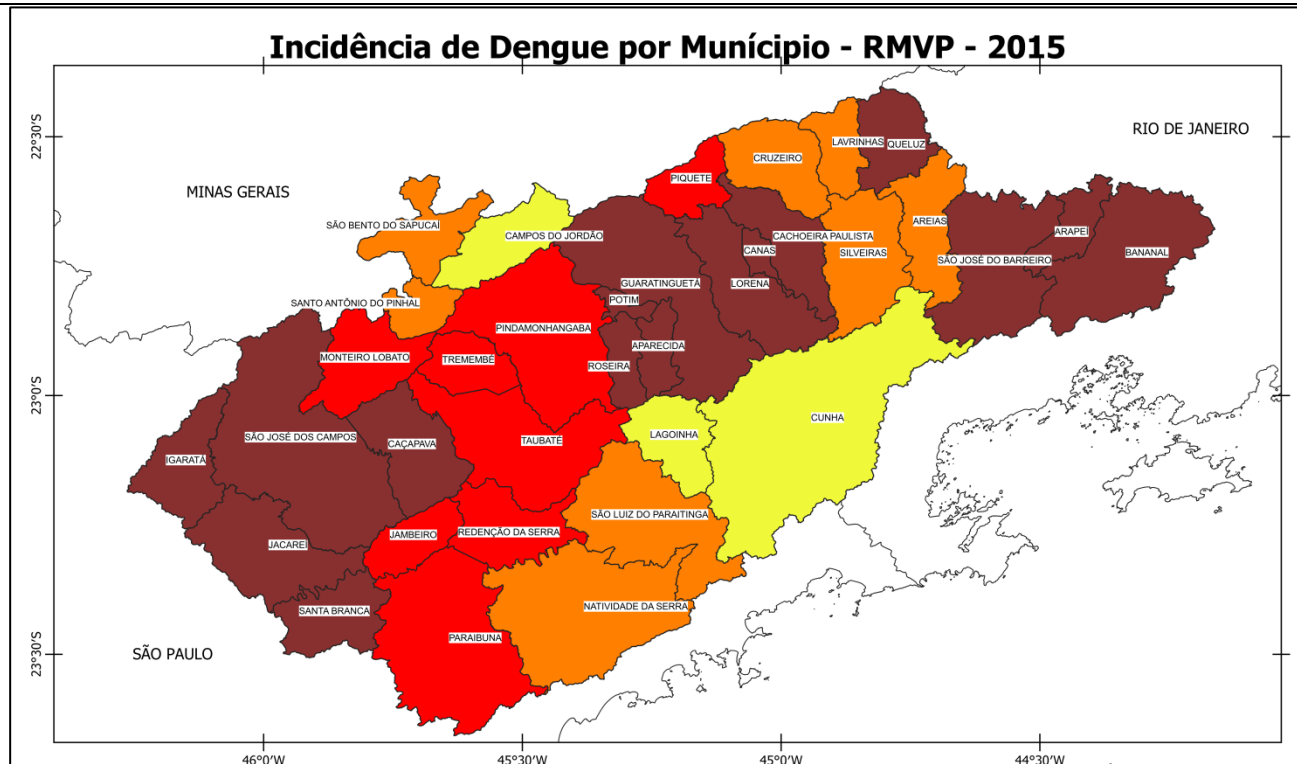 Incidência de Dengue por Munícipio - RMVP - 2015
22°30'S
23°0'S
23°30'S
RIO DE JANEIRO
MINAS GERAIS
SÃO PAULO
LAVRINHAS
QUELUZ
CRUZEIRO
PIQUETE
SÃO BENTO DO SAPUCAÍ
CAMPOS DO JORDÃO
CACHOEIRA PAULISTA
AREIAS
ARAPEÍ
CANAS
SILVEIRAS
SÃO JOSÉ DO BARREIRO
BANANAL
GUARATINGUETÁ
LORENA
SANTO ANTÔNIO DO PINHAL
POTIM
PINDAMONHANGABA
APARECIDA
MONTEIRO LOBATO
TREMEMBÉ
ROSEIRA
CUNHA
SÃO JOSÉ DOS CAMPOS
CAÇAPAVA
TAUBATÉ
LAGOINHA
IGARATÁ
SÃO LUIZ DO PARAITINGA
JAMBEIRO
REDENÇÃO DA SERRA
JACAREÍ
SANTA BRANCA
NATIVIDADE DA SERRA
PARAIBUNA
46°0'W
45°30'W
45°0'W
44°30'W